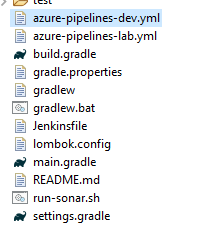 test
azure-pipelines-dev.yml
azure-pipelines-lab.yml
build.gradle
gradle.properties
gradlew
gradlew.bat
Jenkinsfile
lombok.config
main.gradle
README.md
run-sonar.sh
settings.gradle